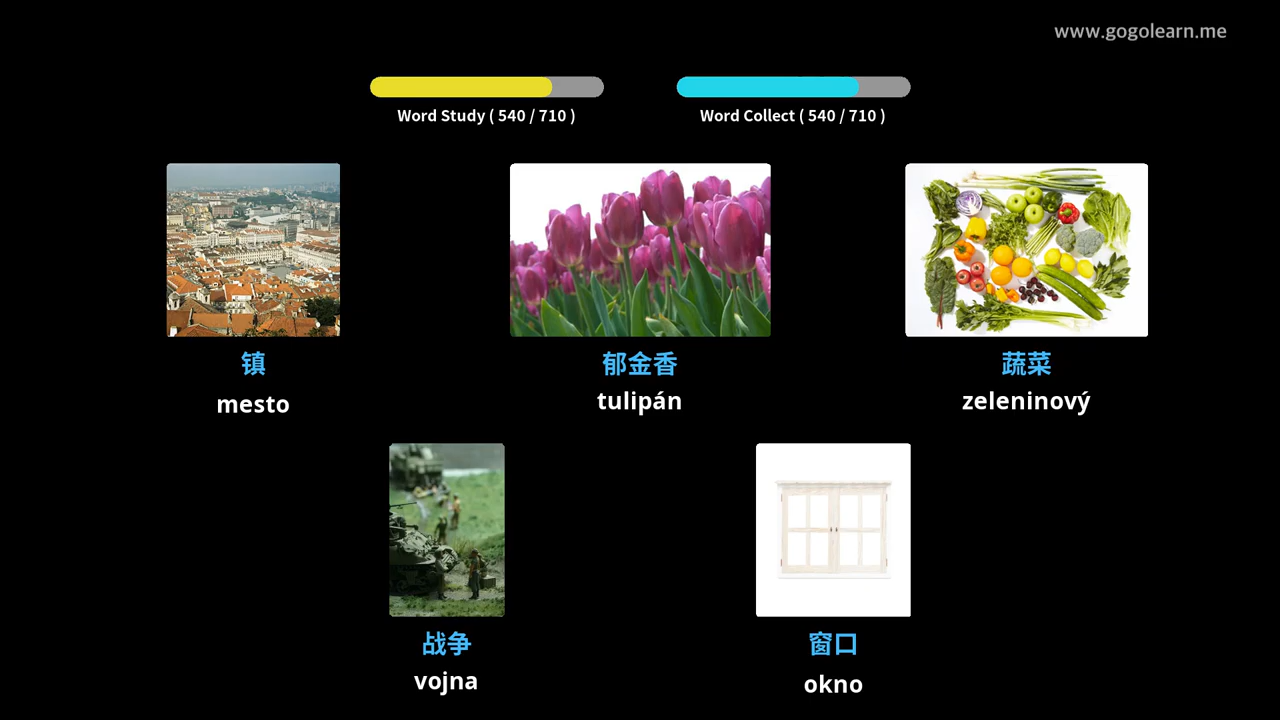 www.gogolearn.me
Word Study ( 540 / 710 )
Word Collect ( 540 / 710 )
镇
mesto
郁金香
tulipán
蔬菜
zeleninový
战争
vojna
窗口
okno